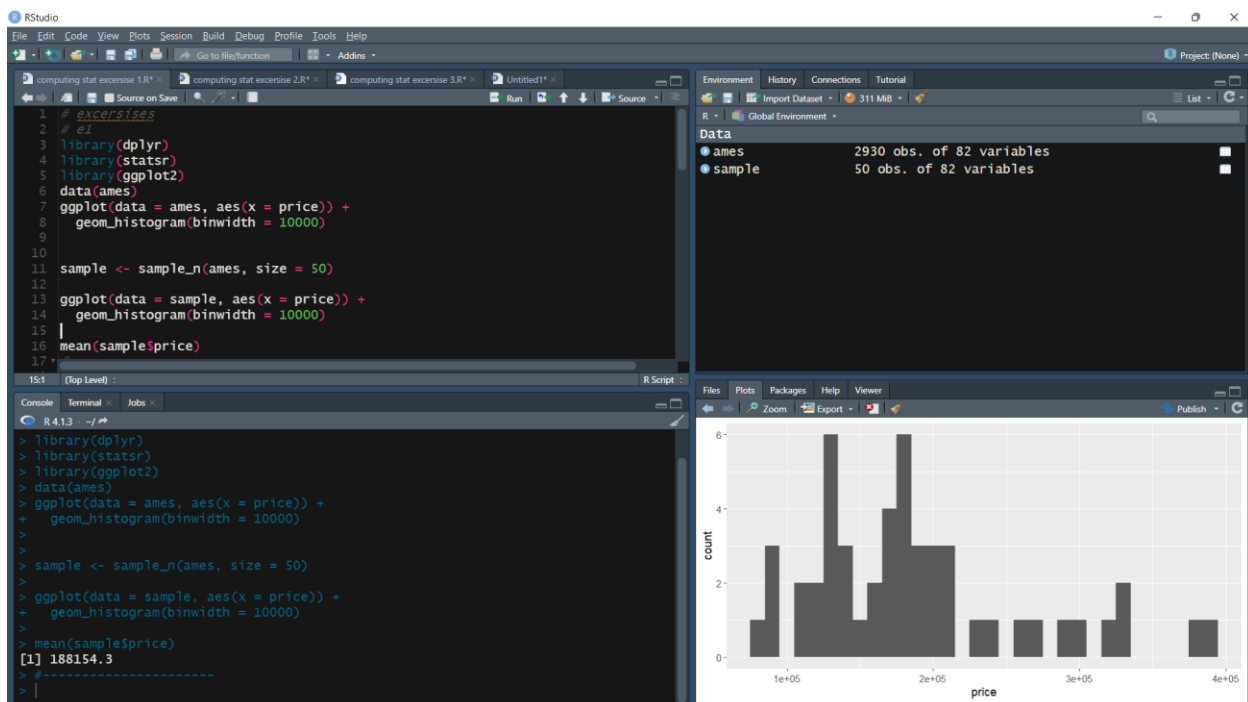 RStudio
File Edit Code View Plots Session Build Debug Profile Tools Help
Go to file/function Addins Project: (None)
computing stat excersise 1.R* computing stat excersise 2.R* computing stat excersise 3.R* Untitled1*
Source on Save Run Source
1 # excersises
2 # e1
3 library(dplyr)
4 library(statsr)
5 library(ggplot2)
6 data(ames)
7 ggplot(data = ames, aes(x = price)) +
8 geom_histogram(binwidth = 10000)
9
10
11 sample <- sample_n(ames, size = 50)
12
13 ggplot(data = sample, aes(x = price)) +
14 geom_histogram(binwidth = 10000)
15
16 mean(sample$price)
17
15:1 (Top Level) R Script
Console Terminal Jobs
R 4.1.3 · ~/
> library(dplyr)
> library(statsr)
> library(ggplot2)
> data(ames)
> ggplot(data = ames, aes(x = price)) +
+ geom_histogram(binwidth = 10000)
>
>
> sample <- sample_n(ames, size = 50)
>
> ggplot(data = sample, aes(x = price)) +
+ geom_histogram(binwidth = 10000)
>
> mean(sample$price)
[1] 188154.3
> #----------------------
>
Environment History Connections Tutorial
Import Dataset 311 MiB List
R Global Environment
Data
ames 2930 obs. of 82 variables
sample 50 obs. of 82 variables
Files Plots Packages Help Viewer
Zoom Export Publish
6
4
2
0
count
1e+05 2e+05 3e+05 4e+05
price